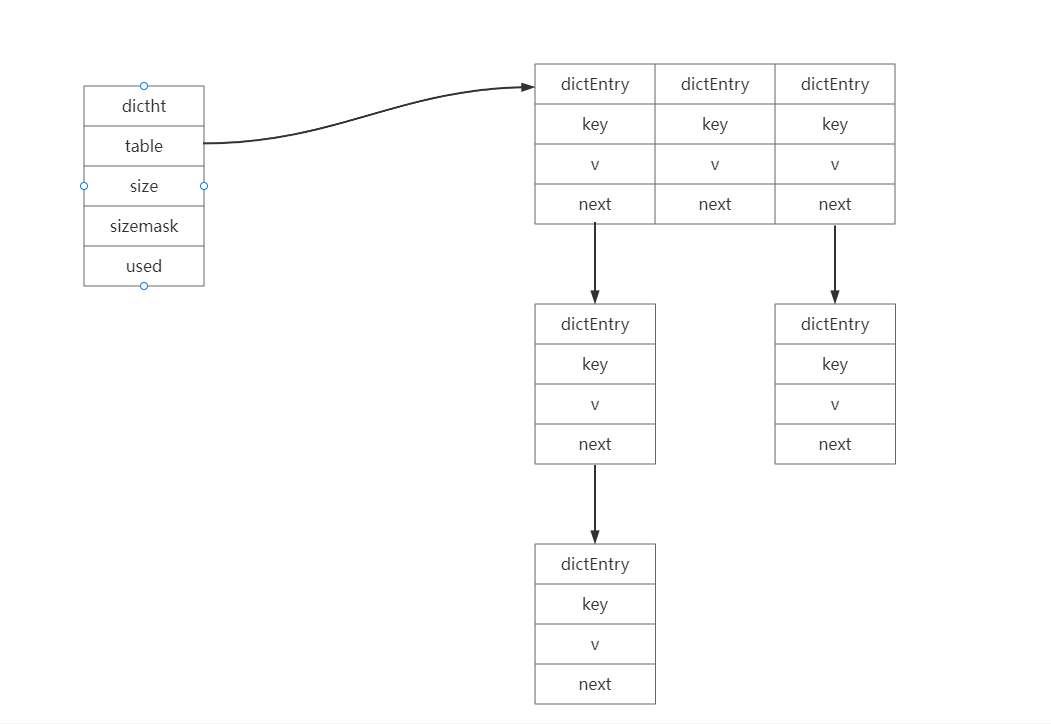 dictht
table
size
sizemask
used
dictEntry dictEntry dictEntry
key key key
v v v
next next next
dictEntry dictEntry
key key
v v
next next
dictEntry
key
v
next